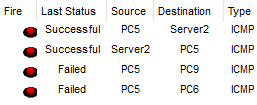 Fire Last Status Source Destination Type
Successful PC5 Server2 ICMP
Successful Server2 PC5 ICMP
Failed PC5 PC9 ICMP
Failed PC5 PC6 ICMP